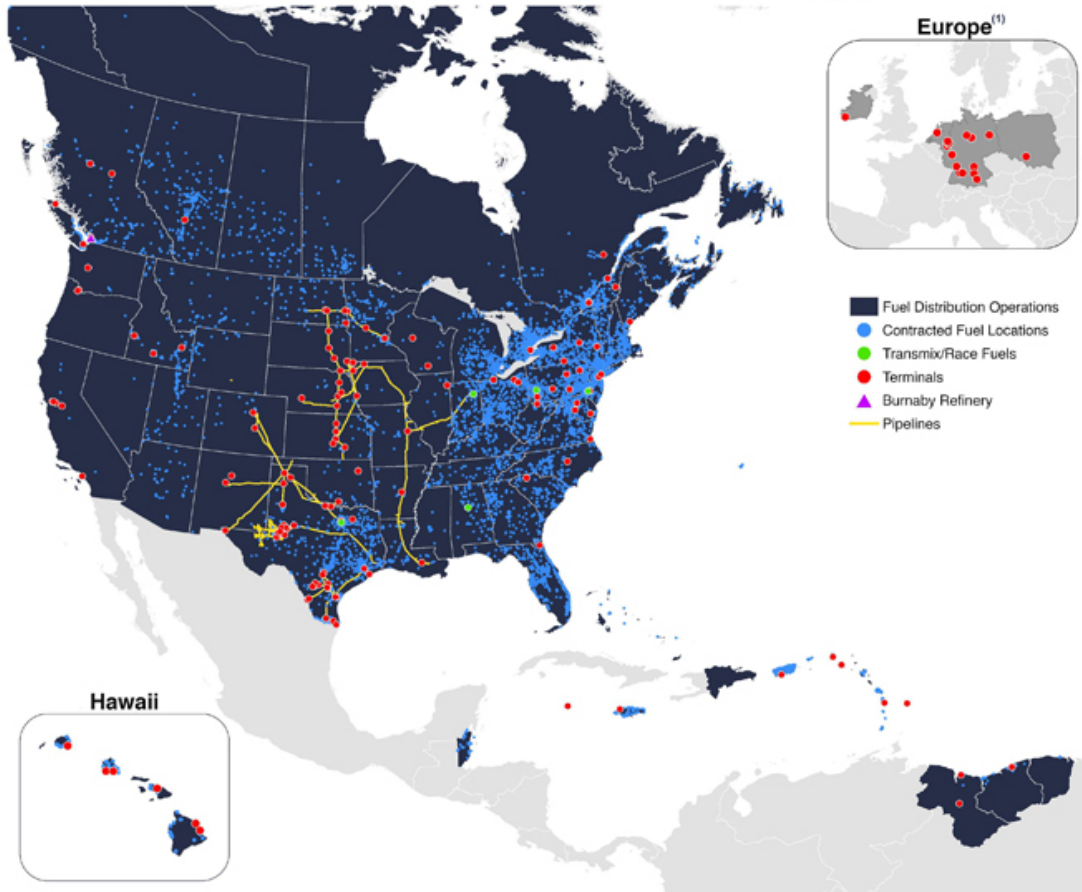 Europe(1)
Fuel Distribution Operations
Contracted Fuel Locations
Transmix/Race Fuels
Terminals
Burnaby Refinery
Pipelines
Hawaii